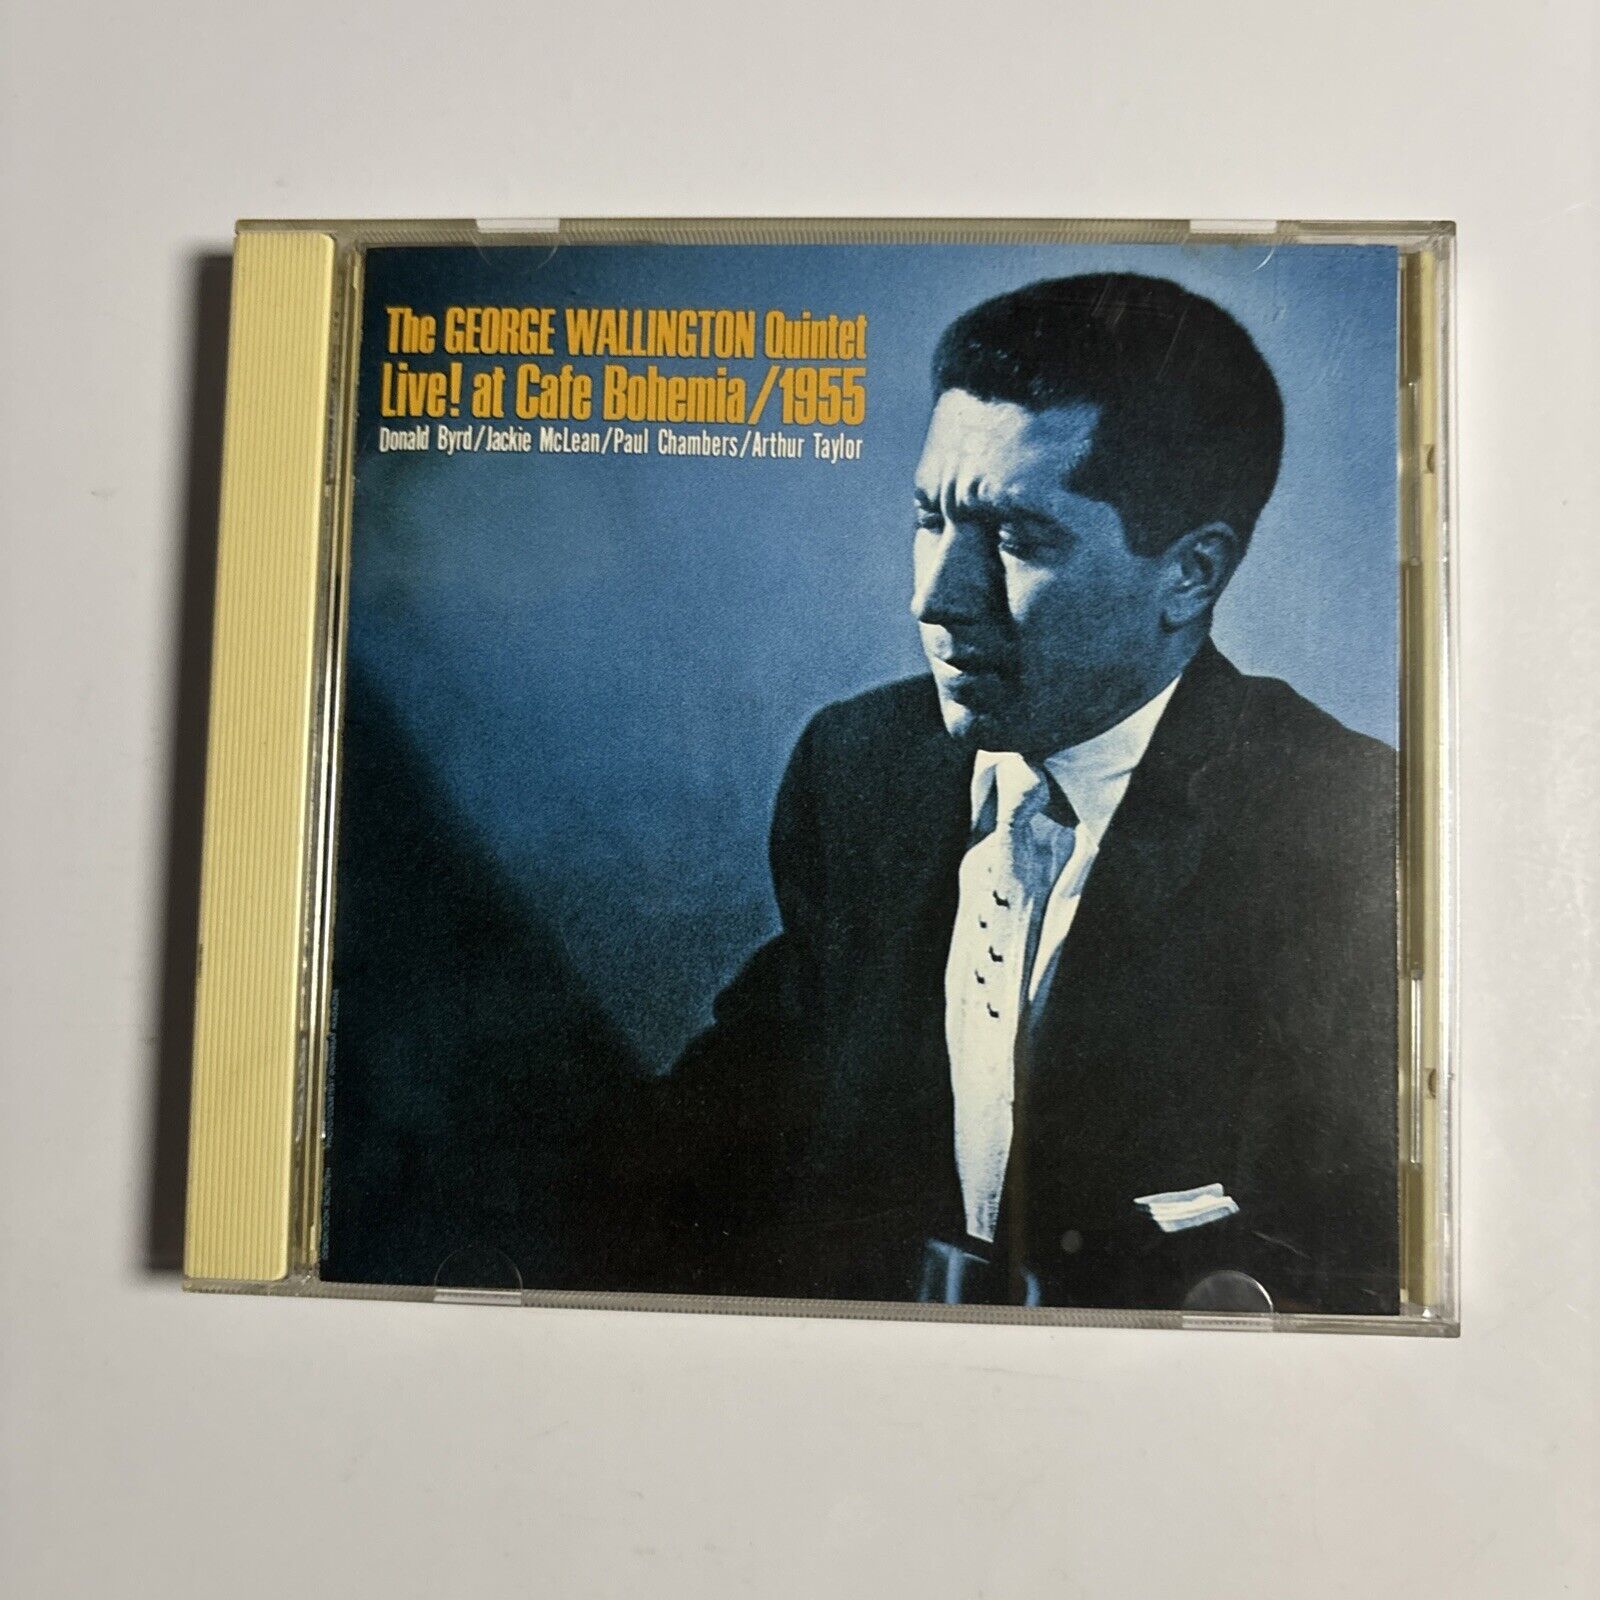 The GEORGE WALLINGTON Quintet
Live! at Cafe Bohemia/1955
Donald Byrd/Jackie McLean/Paul Chambers/Arthur Taylor